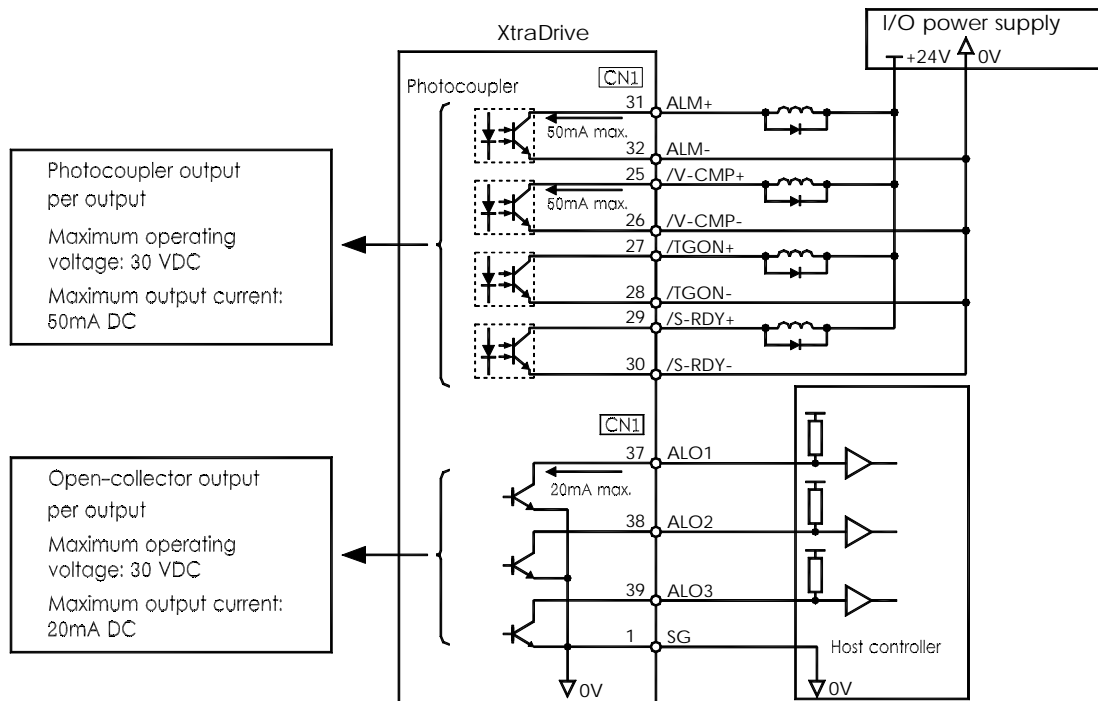 I/O power supply
+24V
0V
XtraDrive
CN1
Photocoupler
31 ALM+
50mA max.
32 ALM-
25 /V-CMP+
50mA max.
26 /V-CMP-
27 /TGON+
28 /TGON-
29 /S-RDY+
30 /S-RDY-
Photocoupler output
per output
Maximum operating
voltage: 30 VDC
Maximum output current:
50mA DC
CN1
37 ALO1
20mA max.
38 ALO2
39 ALO3
1 SG
0V
Host controller
0V
Open-collector output
per output
Maximum operating
voltage: 30 VDC
Maximum output current:
20mA DC